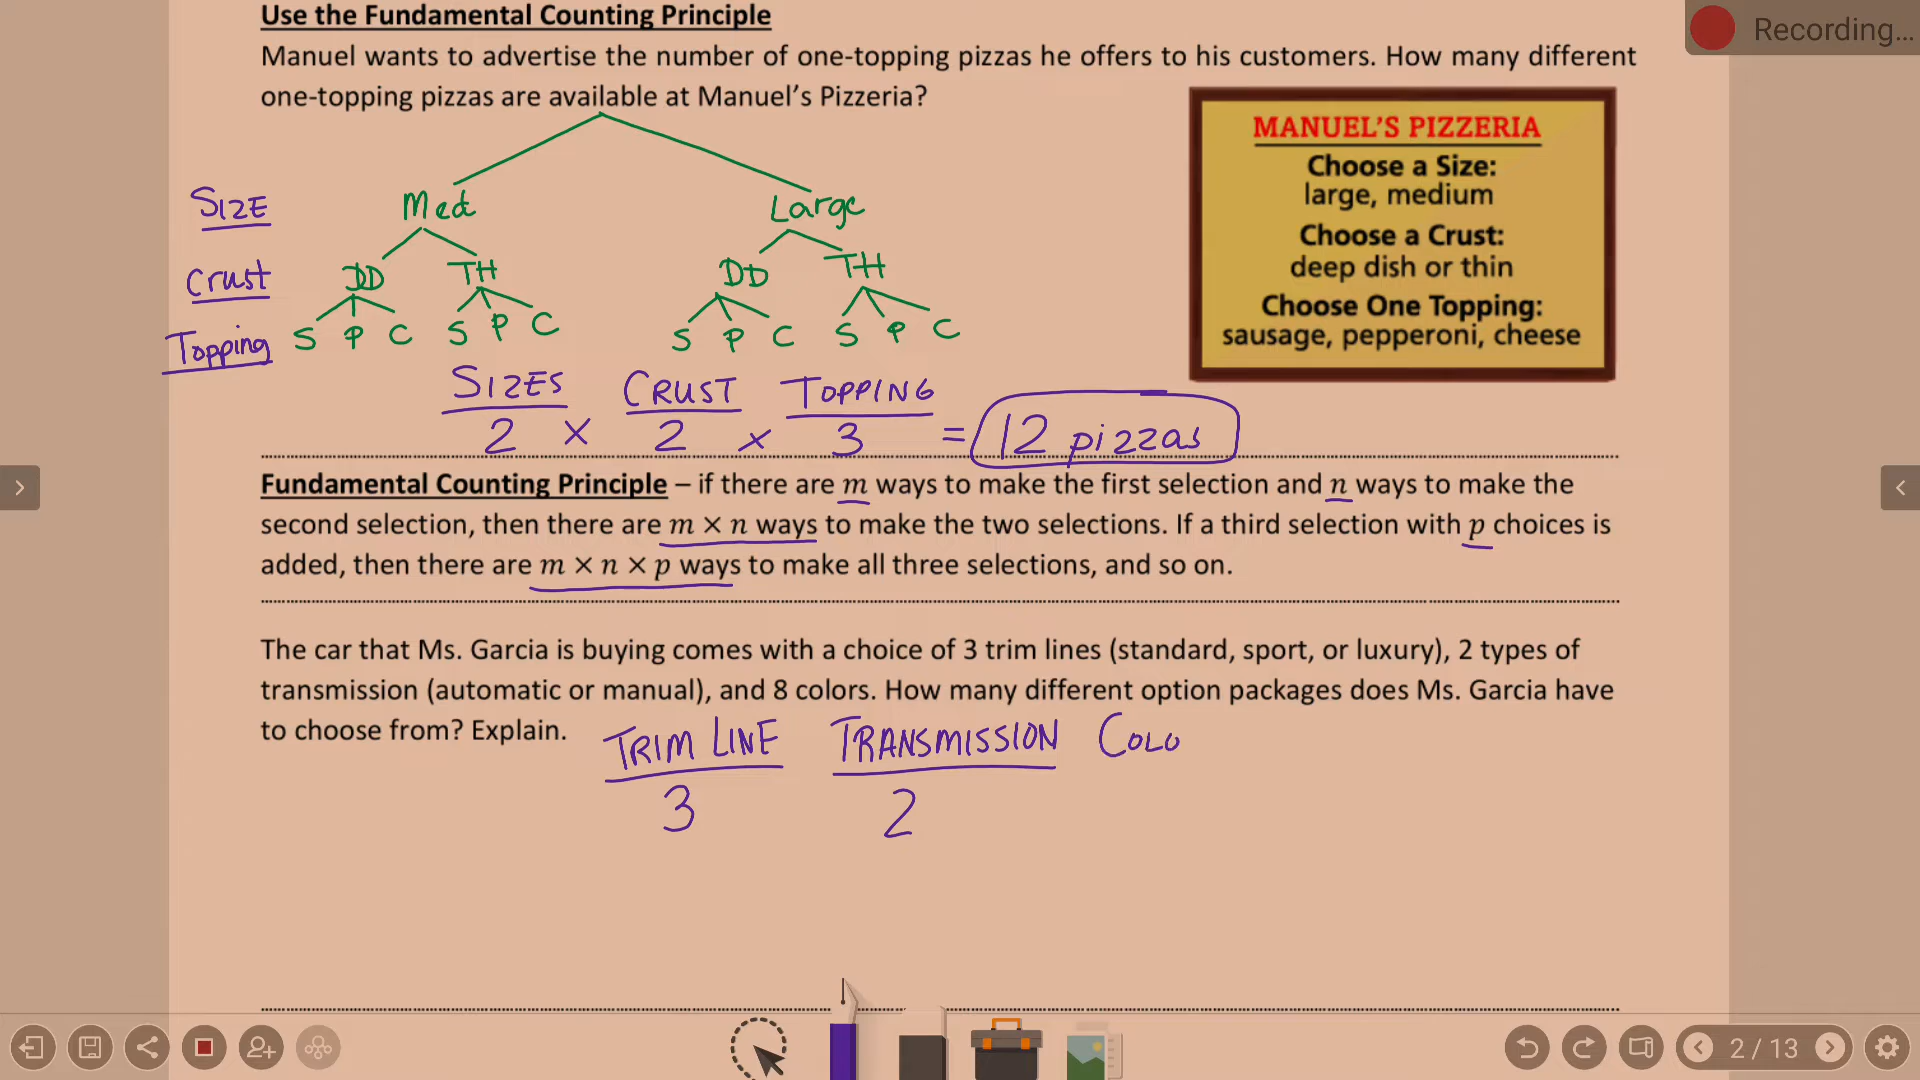 Use the Fundamental Counting Principle
Recording...
Manuel wants to advertise the number of one-topping pizzas he offers to his customers. How many different
one-topping pizzas are available at Manuel's Pizzeria?
MANUEL'S PIZZERIA
Choose a Size:
large, medium
Choose a Crust:
deep dish or thin
Choose One Topping:
sausage, pepperoni, cheese
SIZE Med Large
Crust DD TH DD TH
Topping S P C S P C S P C S P C
SIZES CRUST TOPPING
2 × 2 × 3 = 12 pizzas
Fundamental Counting Principle – if there are m ways to make the first selection and n ways to make the
second selection, then there are m × n ways to make the two selections. If a third selection with p choices is
added, then there are m × n × p ways to make all three selections, and so on.
The car that Ms. Garcia is buying comes with a choice of 3 trim lines (standard, sport, or luxury), 2 types of
transmission (automatic or manual), and 8 colors. How many different option packages does Ms. Garcia have
to choose from? Explain.
TRIM LINE TRANSMISSION COLO
3 2
2 / 13